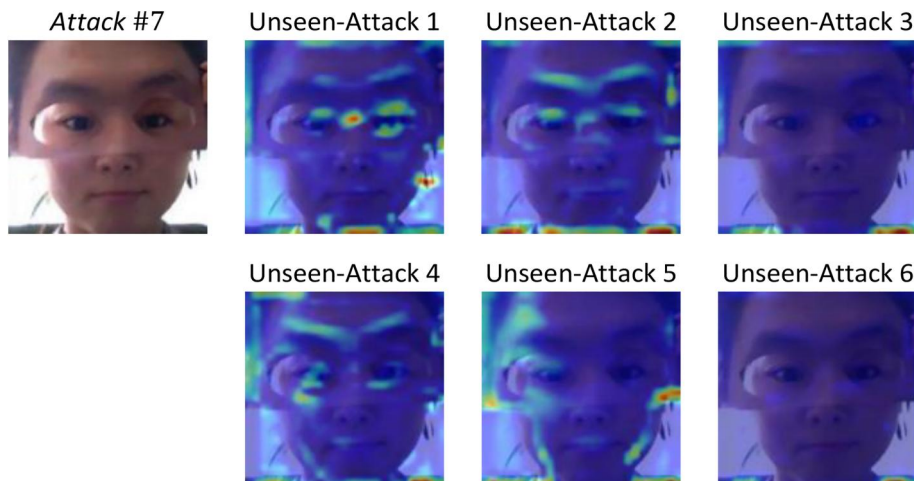 Attack #7
Unseen-Attack 1
Unseen-Attack 2
Unseen-Attack 3
Unseen-Attack 4
Unseen-Attack 5
Unseen-Attack 6